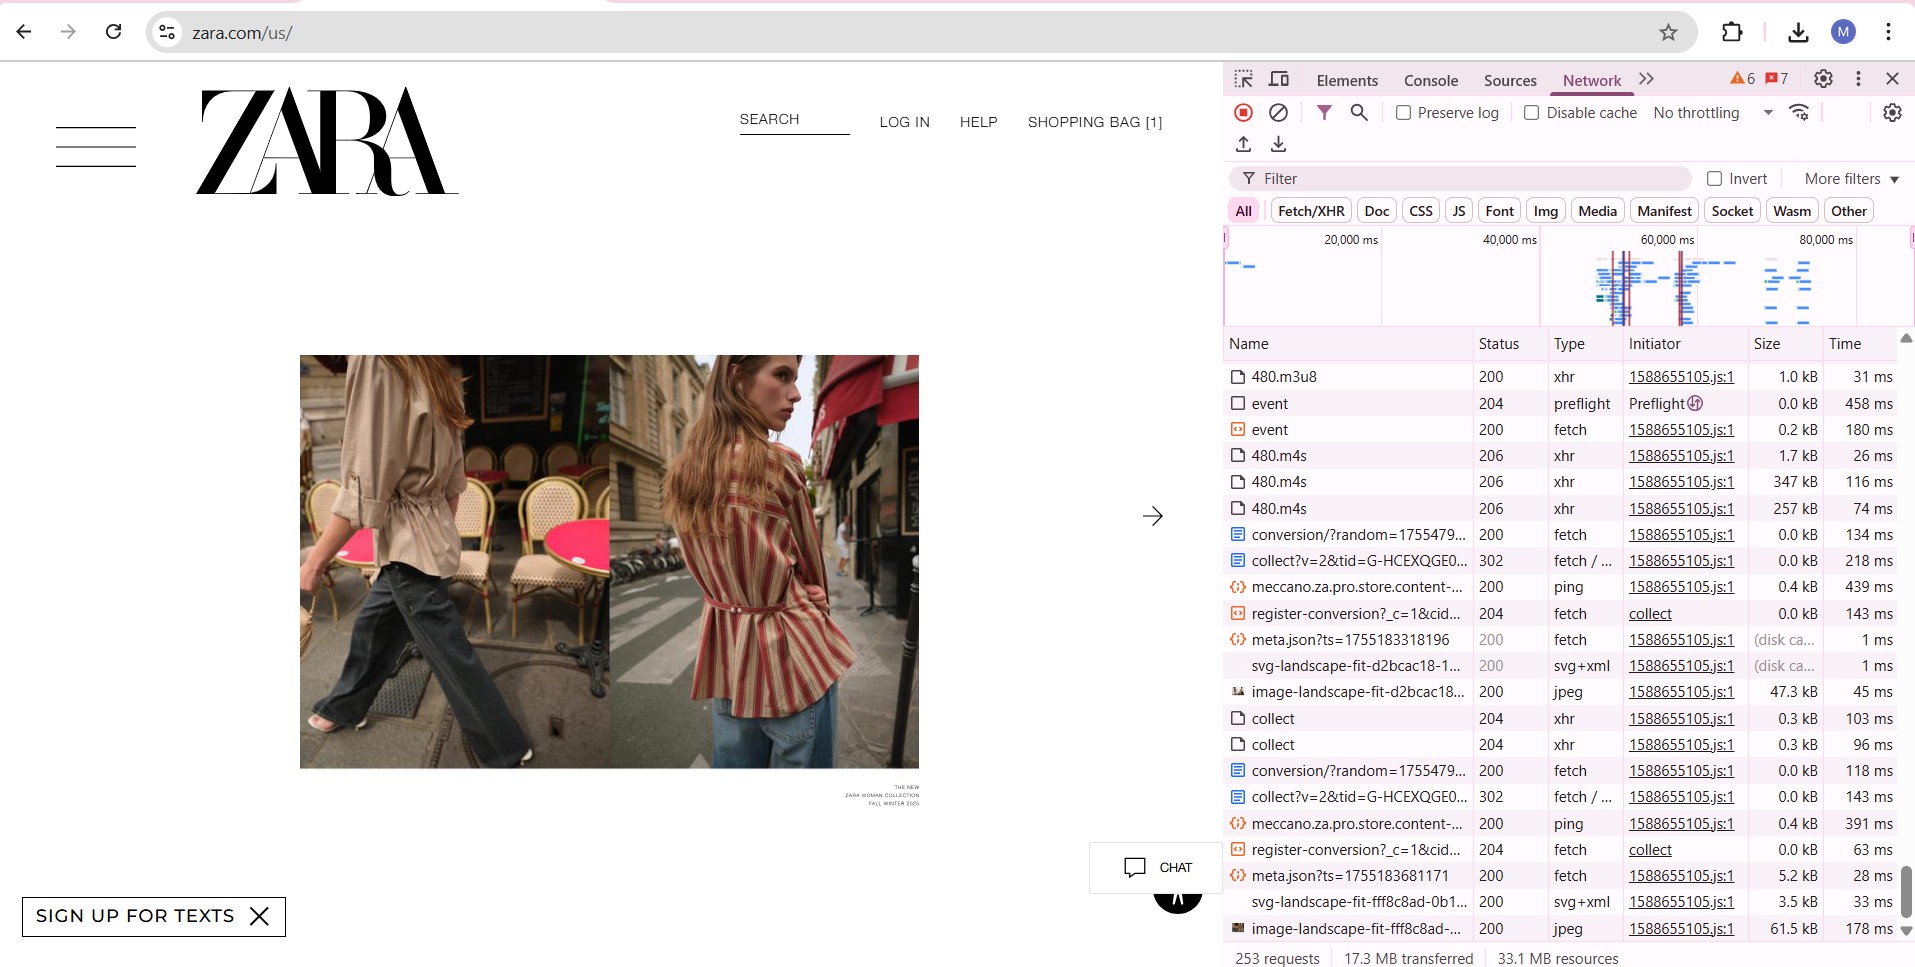 zara.com/us/
M
ZARA
SEARCH
LOG IN
HELP
SHOPPING BAG [1]
THE NEW
ZARA WOMAN COLLECTION
FALL WINTER 2025
CHAT
SIGN UP FOR TEXTS
Elements Console Sources Network 6 7
Preserve log Disable cache No throttling
Filter Invert More filters
All Fetch/XHR Doc CSS JS Font Img Media Manifest Socket Wasm Other
20,000 ms 40,000 ms 60,000 ms 80,000 ms
Name Status Type Initiator Size Time
480.m3u8 200 xhr 1588655105.js:1 1.0 kB 31 ms
event 204 preflight Preflight 0.0 kB 458 ms
event 200 fetch 1588655105.js:1 0.2 kB 180 ms
480.m4s 206 xhr 1588655105.js:1 1.7 kB 26 ms
480.m4s 206 xhr 1588655105.js:1 347 kB 116 ms
480.m4s 206 xhr 1588655105.js:1 257 kB 74 ms
conversion/?random=1755479... 200 fetch 1588655105.js:1 0.0 kB 134 ms
collect?v=2&tid=G-HCEXQGE0... 302 fetch / ... 1588655105.js:1 0.0 kB 218 ms
meccano.za.pro.store.content-... 200 ping 1588655105.js:1 0.4 kB 439 ms
register-conversion?_c=1&cid... 204 fetch collect 0.0 kB 143 ms
meta.json?ts=1755183318196 200 fetch 1588655105.js:1 (disk ca... 1 ms
svg-landscape-fit-d2bcac18-1... 200 svg+xml 1588655105.js:1 (disk ca... 1 ms
image-landscape-fit-d2bcac18... 200 jpeg 1588655105.js:1 47.3 kB 45 ms
collect 204 xhr 1588655105.js:1 0.3 kB 103 ms
collect 204 xhr 1588655105.js:1 0.3 kB 96 ms
conversion/?random=1755479... 200 fetch 1588655105.js:1 0.0 kB 118 ms
collect?v=2&tid=G-HCEXQGE0... 302 fetch / ... 1588655105.js:1 0.0 kB 143 ms
meccano.za.pro.store.content-... 200 ping 1588655105.js:1 0.4 kB 391 ms
register-conversion?_c=1&cid... 204 fetch collect 0.0 kB 63 ms
meta.json?ts=1755183681171 200 fetch 1588655105.js:1 5.2 kB 28 ms
svg-landscape-fit-fff8c8ad-0b1... 200 svg+xml 1588655105.js:1 3.5 kB 33 ms
image-landscape-fit-fff8c8ad-... 200 jpeg 1588655105.js:1 61.5 kB 178 ms
253 requests 17.3 MB transferred 33.1 MB resources